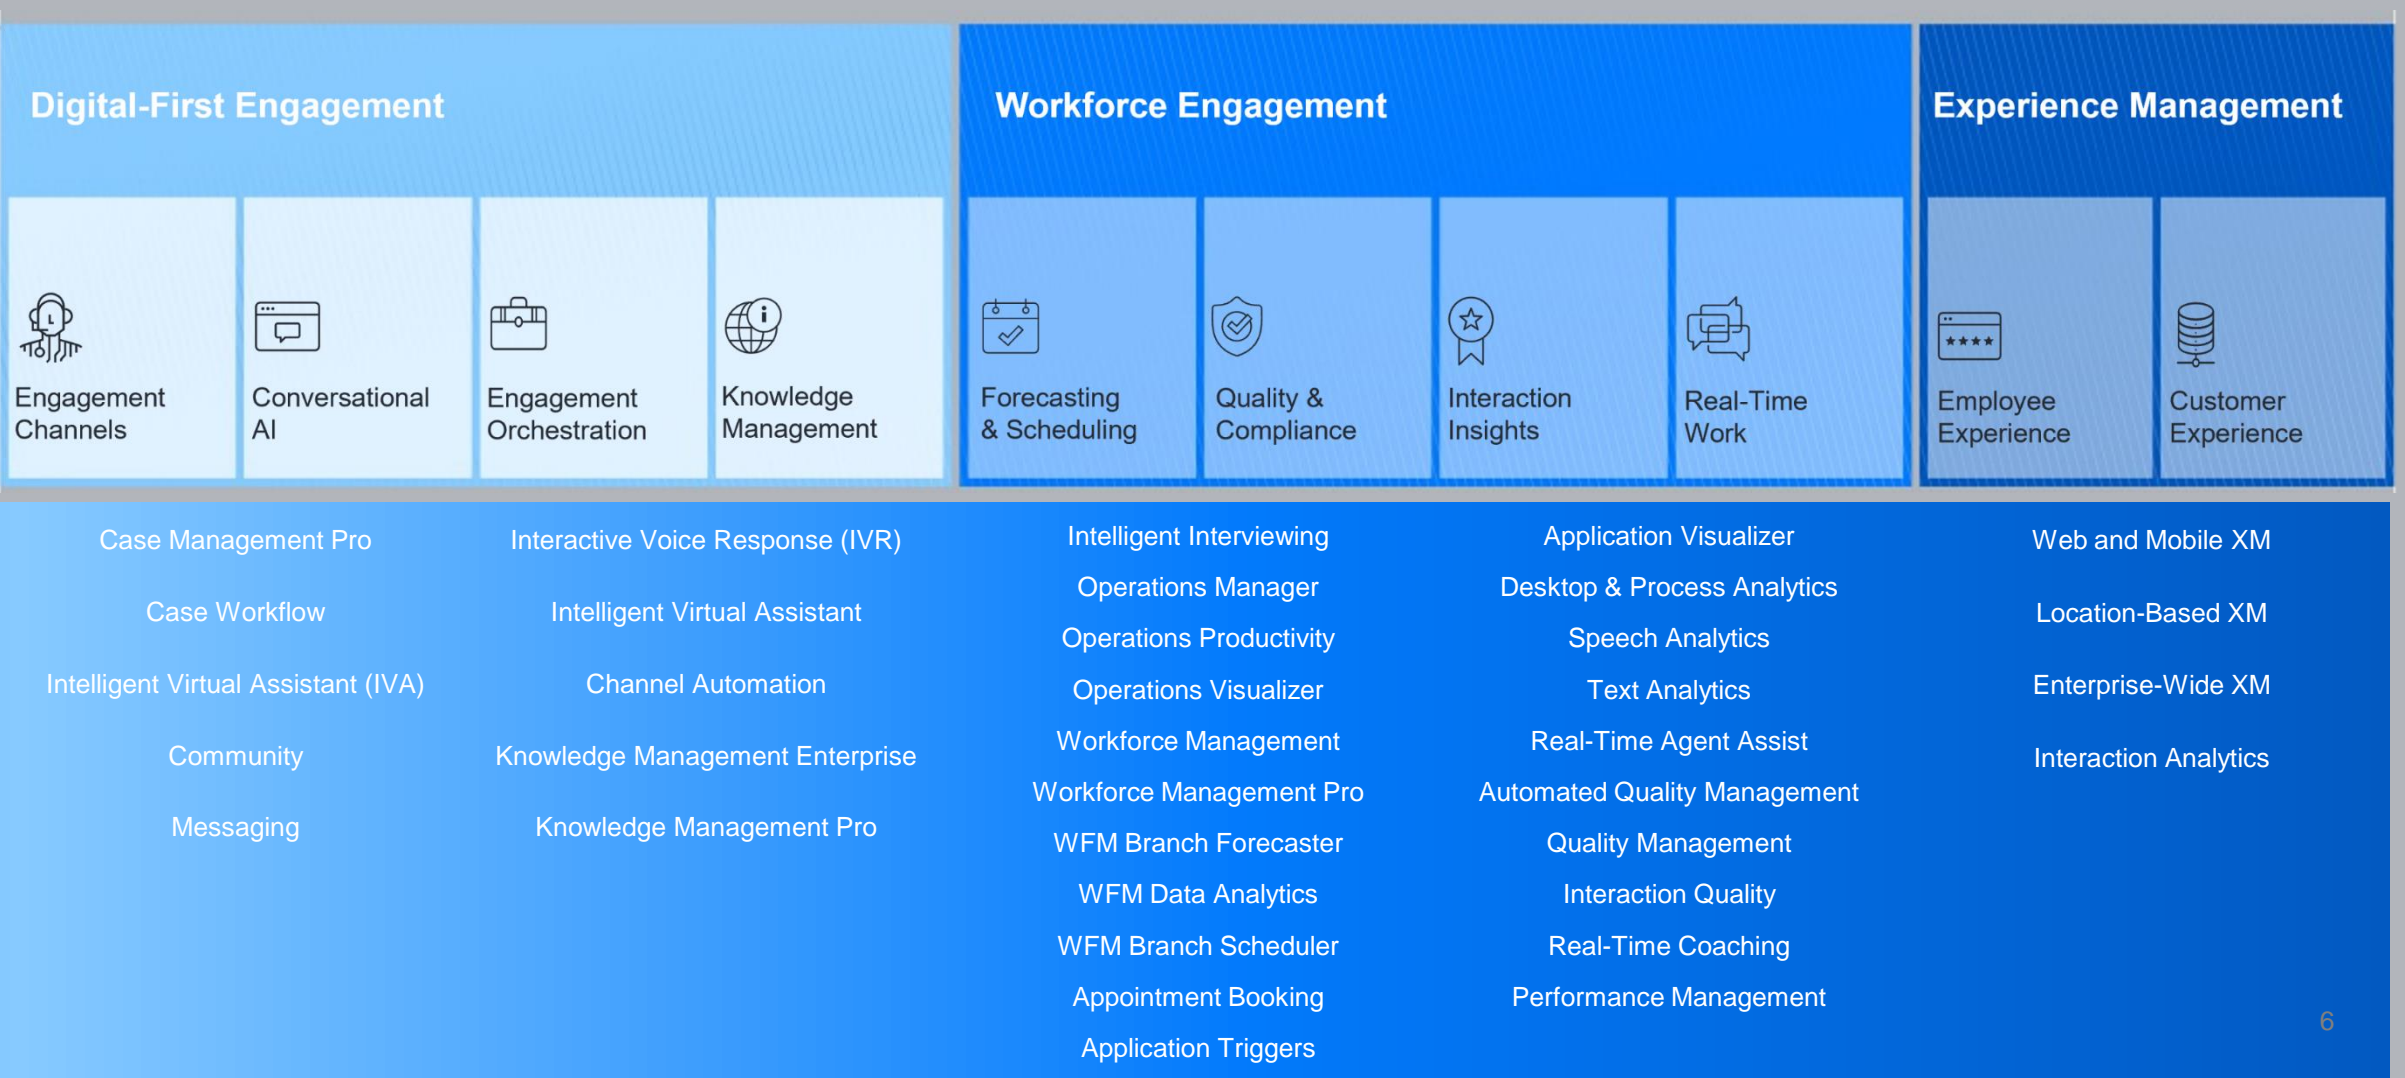 Digital-First Engagement
Workforce Engagement
Experience Management
Engagement
Channels
Conversational
AI
Engagement
Orchestration
Knowledge
Management
Forecasting
& Scheduling
Quality &
Compliance
Interaction
Insights
Real-Time
Work
Employee
Experience
Customer
Experience
Case Management Pro
Case Workflow
Intelligent Virtual Assistant (IVA)
Community
Messaging
Interactive Voice Response (IVR)
Intelligent Virtual Assistant
Channel Automation
Knowledge Management Enterprise
Knowledge Management Pro
Intelligent Interviewing
Operations Manager
Operations Productivity
Operations Visualizer
Workforce Management
Workforce Management Pro
WFM Branch Forecaster
WFM Data Analytics
WFM Branch Scheduler
Appointment Booking
Application Triggers
Application Visualizer
Desktop & Process Analytics
Speech Analytics
Text Analytics
Real-Time Agent Assist
Automated Quality Management
Quality Management
Interaction Quality
Real-Time Coaching
Performance Management
Web and Mobile XM
Location-Based XM
Enterprise-Wide XM
Interaction Analytics
6